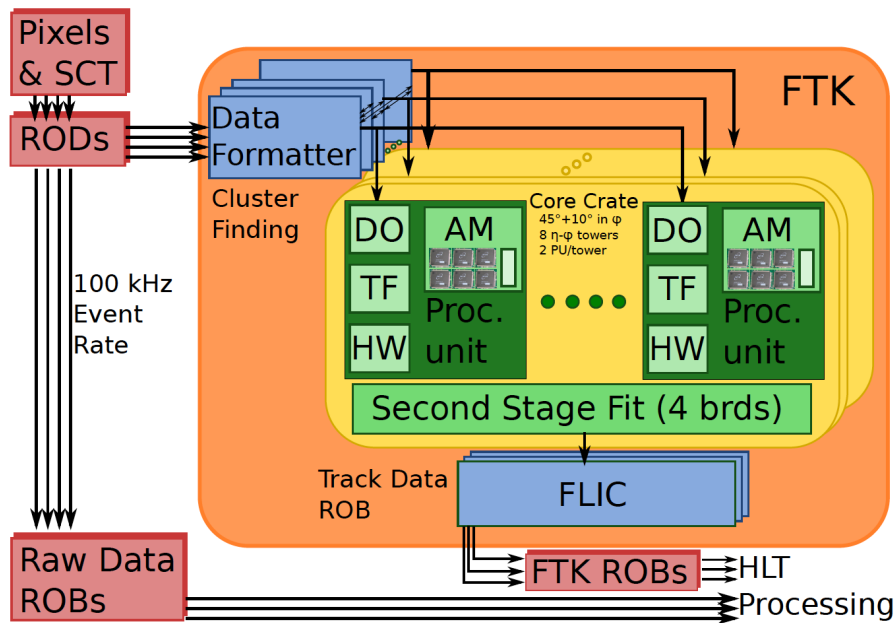 Pixels
& SCT
RODs
Data
Formatter
FTK
Cluster
Finding
Core Crate
45°+10° in φ
8 η-φ towers
2 PU/tower
DO
TF
HW
AM
Proc.
unit
DO
TF
HW
AM
Proc.
unit
100 kHz
Event
Rate
Second Stage Fit (4 brds)
Track Data
ROB
FLIC
Raw Data
ROBs
FTK ROBs
HLT
Processing